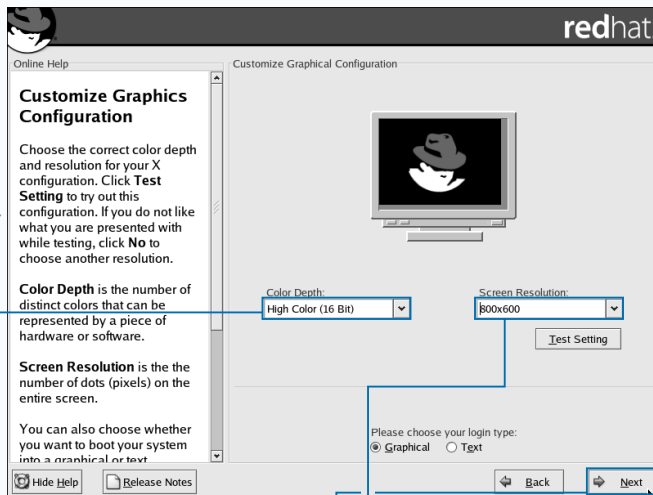 redhat.
Online Help
Customize Graphics
Configuration
Choose the correct color depth
and resolution for your X
configuration. Click Test
Setting to try out this
configuration. If you do not like
what you are presented with
while testing, click No to
choose another resolution.
Color Depth is the number of
distinct colors that can be
represented by a piece of
hardware or software.
Screen Resolution is the the
number of dots (pixels) on the
entire screen.
You can also choose whether
you want to boot your system
into a graphical or text
Hide Help
Release Notes
Customize Graphical Configuration
Color Depth:
High Color (16 Bit)
Screen Resolution:
800x600
Test Setting
Please choose your login type:
Graphical
Text
Back
Next